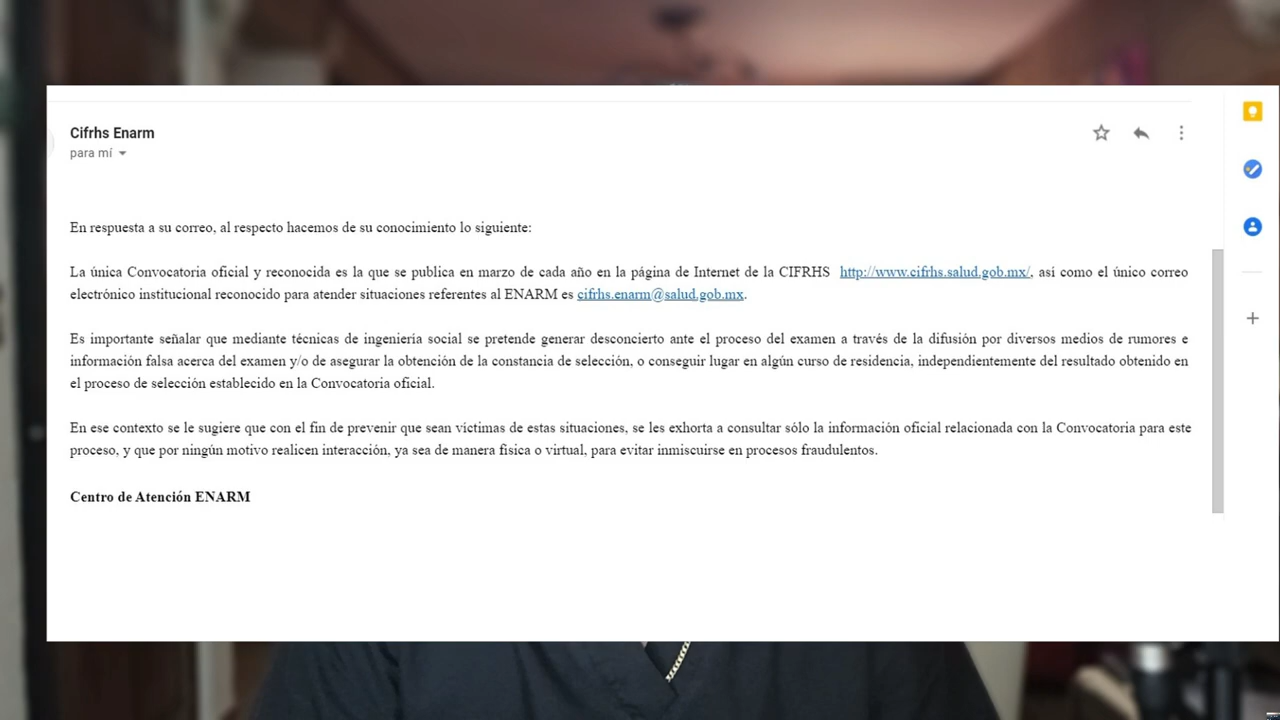 Cifrhs Enarm
para mí
En respuesta a su correo, al respecto hacemos de su conocimiento lo siguiente:
La única Convocatoria oficial y reconocida es la que se publica en marzo de cada año en la página de Internet de la CIFRHS http://www.cifrhs.salud.gob.mx/, así como el único correo
electrónico institucional reconocido para atender situaciones referentes al ENARM es cifrhs.enarm@salud.gob.mx.
Es importante señalar que mediante técnicas de ingeniería social se pretende generar desconcierto ante el proceso del examen a través de la difusión por diversos medios de rumores e
información falsa acerca del examen y/o de asegurar la obtención de la constancia de selección, o conseguir lugar en algún curso de residencia, independientemente del resultado obtenido en
el proceso de selección establecido en la Convocatoria oficial.
En ese contexto se le sugiere que con el fin de prevenir que sean víctimas de estas situaciones, se les exhorta a consultar sólo la información oficial relacionada con la Convocatoria para este
proceso, y que por ningún motivo realicen interacción, ya sea de manera física o virtual, para evitar inmiscuirse en procesos fraudulentos.
Centro de Atención ENARM